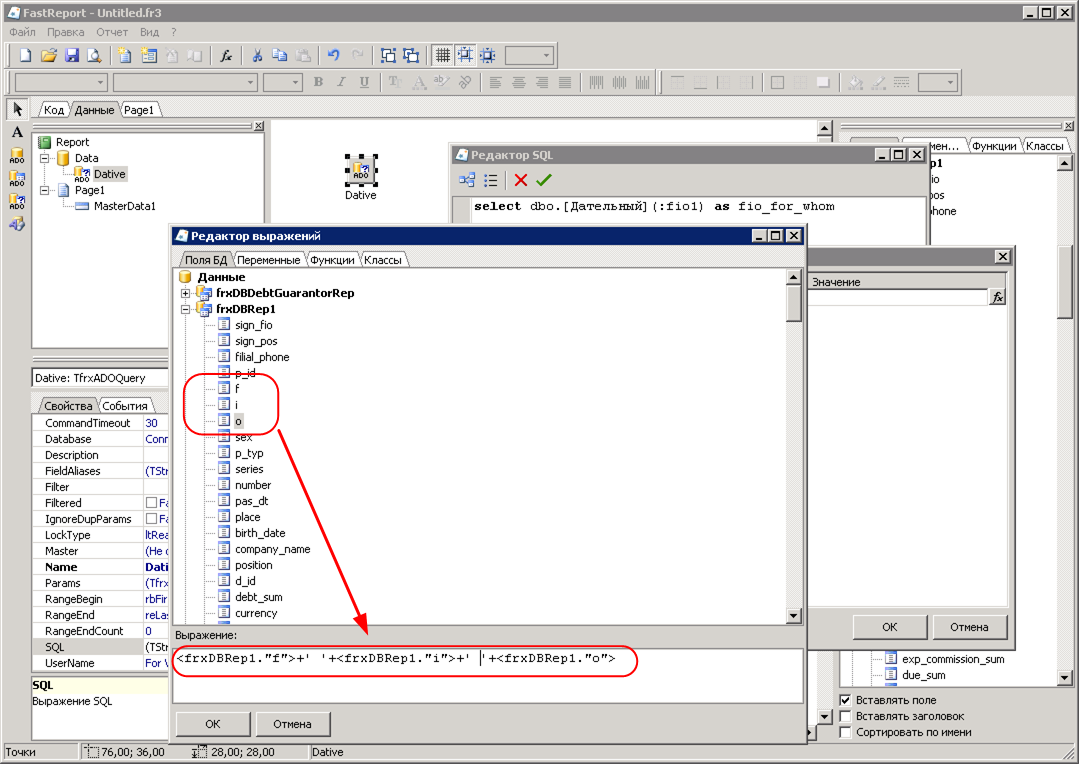 FastReport - Untitled.fr3
Файл Правка Отчет Вид ?
Код Данные Page1
Report
Data
Dative
Page1
MasterData1
Dative
Редактор SQL
select dbo.[Дательный](:fio1) as fio_for_whom
мен... Функции Классы
p1
io
pos
phone
Значение
Редактор выражений
Поля БД Переменные Функции Классы
Данные
frxDBDebtGuarantorRep
frxDBRep1
sign_fio
sign_pos
filial_phone
p_id
f
i
o
sex
p_typ
series
number
pas_dt
place
birth_date
company_name
position
d_id
debt_sum
currency
Выражение:
<frxDBRep1."f">+' '+<frxDBRep1."i">+' '+<frxDBRep1."o">
ОК Отмена
Dative: TfrxADOQuery
Свойства События
CommandTimeout 30
Database Conn
Description
FieldAliases (TStr
Filter
Filtered Fa
IgnoreDupParams Fa
LockType ltRea
Master (Не о
Name Dati
Params (Tfrx
RangeBegin rbFir
RangeEnd reLas
RangeEndCount 0
SQL (TStr
UserName For W
SQL
Выражение SQL
ОК Отмена
exp_commission_sum
due_sum
Вставлять поле
Вставлять заголовок
Сортировать по имени
Точки 76,00; 36,00 28,00; 28,00 Dative